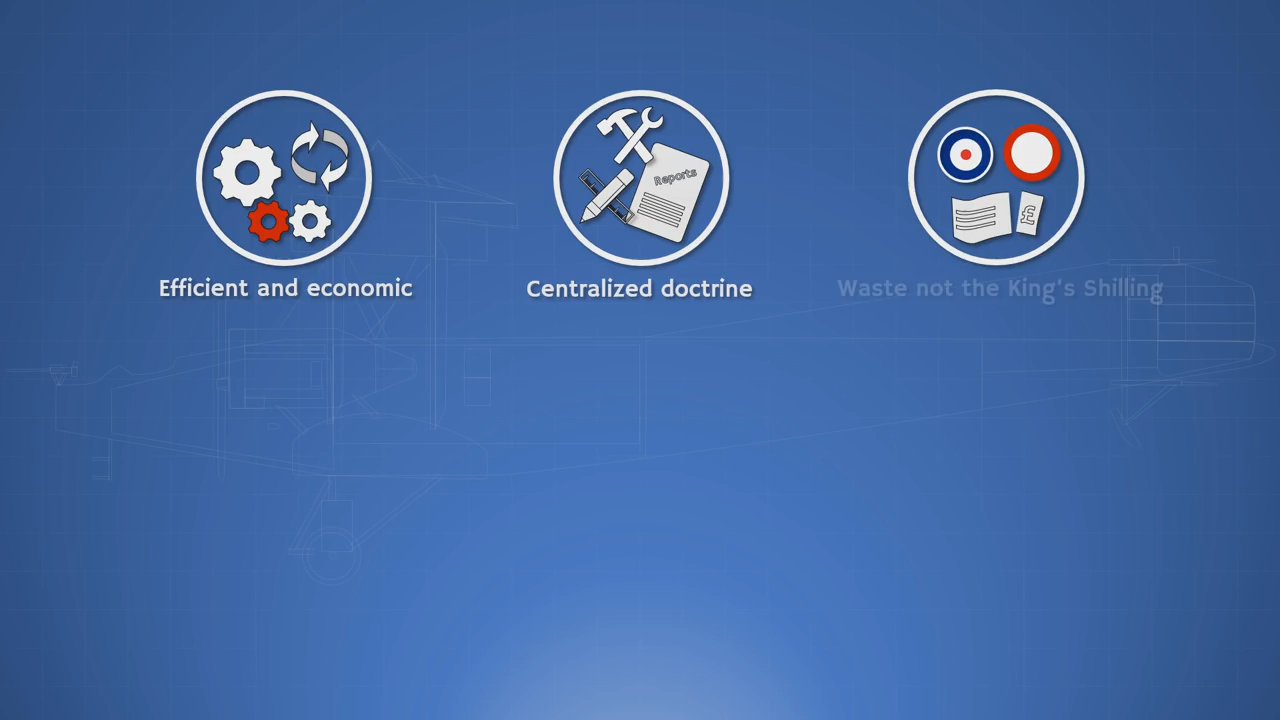 Reports
£
Efficient and economic
Centralized doctrine
Waste not the King's Shilling